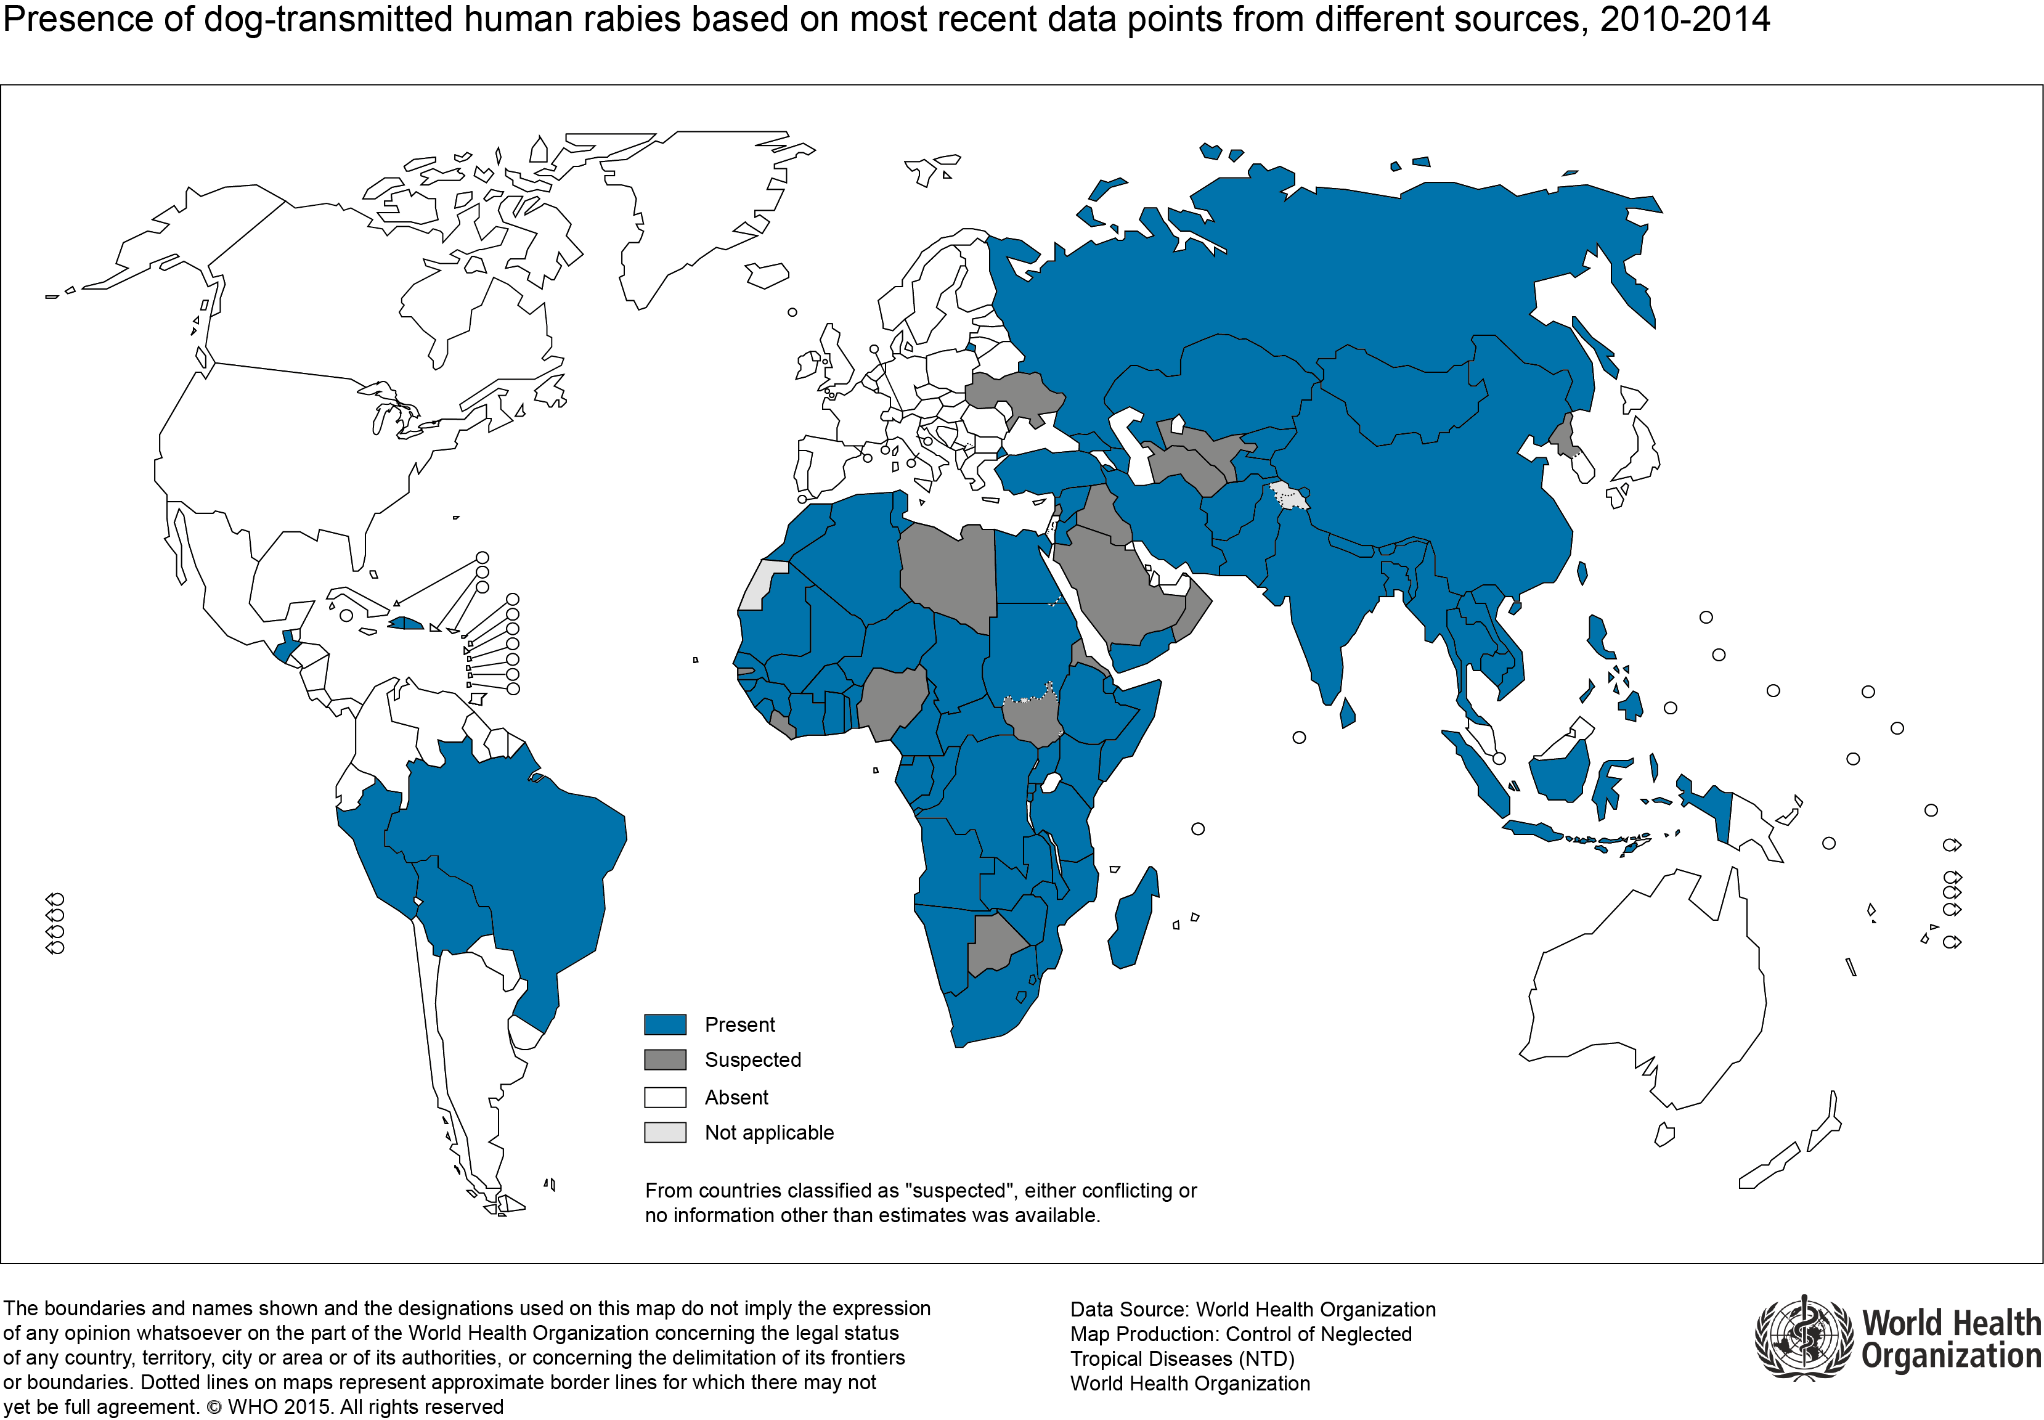 Presence of dog-transmitted human rabies based on most recent data points from different sources, 2010-2014
Present
Suspected
Absent
Not applicable
From countries classified as "suspected", either conflicting or
no information other than estimates was available.
The boundaries and names shown and the designations used on this map do not imply the expression
of any opinion whatsoever on the part of the World Health Organization concerning the legal status
of any country, territory, city or area or of its authorities, or concerning the delimitation of its frontiers
or boundaries. Dotted lines on maps represent approximate border lines for which there may not
yet be full agreement. © WHO 2015. All rights reserved
Data Source: World Health Organization
Map Production: Control of Neglected
Tropical Diseases (NTD)
World Health Organization
World Health
Organization